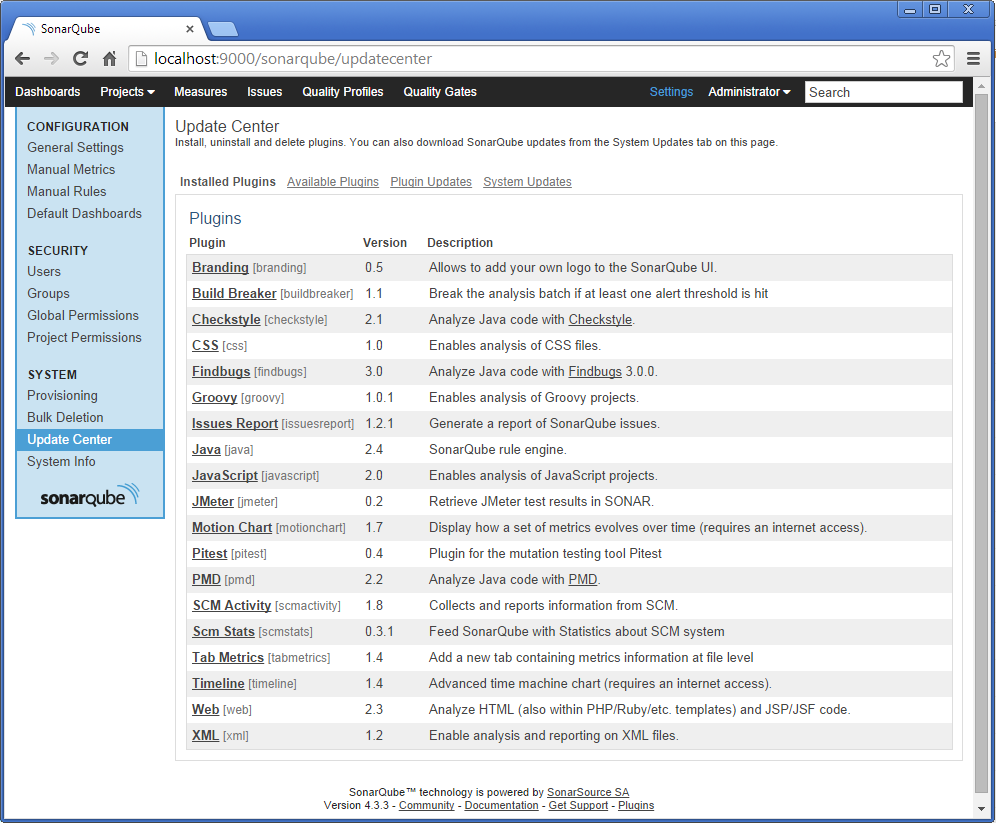 SonarQube
localhost:9000/sonarqube/updatecenter
Dashboards Projects Measures Issues Quality Profiles Quality Gates Settings Administrator Search
CONFIGURATION
General Settings
Manual Metrics
Manual Rules
Default Dashboards
SECURITY
Users
Groups
Global Permissions
Project Permissions
SYSTEM
Provisioning
Bulk Deletion
Update Center
System Info
sonarqube
Update Center
Install, uninstall and delete plugins. You can also download SonarQube updates from the System Updates tab on this page.
Installed Plugins Available Plugins Plugin Updates System Updates
Plugins
Plugin Version Description
Branding [branding] 0.5 Allows to add your own logo to the SonarQube UI.
Build Breaker [buildbreaker] 1.1 Break the analysis batch if at least one alert threshold is hit
Checkstyle [checkstyle] 2.1 Analyze Java code with Checkstyle.
CSS [css] 1.0 Enables analysis of CSS files.
Findbugs [findbugs] 3.0 Analyze Java code with Findbugs 3.0.0.
Groovy [groovy] 1.0.1 Enables analysis of Groovy projects.
Issues Report [issuesreport] 1.2.1 Generate a report of SonarQube issues.
Java [java] 2.4 SonarQube rule engine.
JavaScript [javascript] 2.0 Enables analysis of JavaScript projects.
JMeter [jmeter] 0.2 Retrieve JMeter test results in SONAR.
Motion Chart [motionchart] 1.7 Display how a set of metrics evolves over time (requires an internet access).
Pitest [pitest] 0.4 Plugin for the mutation testing tool Pitest
PMD [pmd] 2.2 Analyze Java code with PMD.
SCM Activity [scmactivity] 1.8 Collects and reports information from SCM.
Scm Stats [scmstats] 0.3.1 Feed SonarQube with Statistics about SCM system
Tab Metrics [tabmetrics] 1.4 Add a new tab containing metrics information at file level
Timeline [timeline] 1.4 Advanced time machine chart (requires an internet access).
Web [web] 2.3 Analyze HTML (also within PHP/Ruby/etc. templates) and JSP/JSF code.
XML [xml] 1.2 Enable analysis and reporting on XML files.
SonarQube™ technology is powered by SonarSource SA
Version 4.3.3 - Community - Documentation - Get Support - Plugins